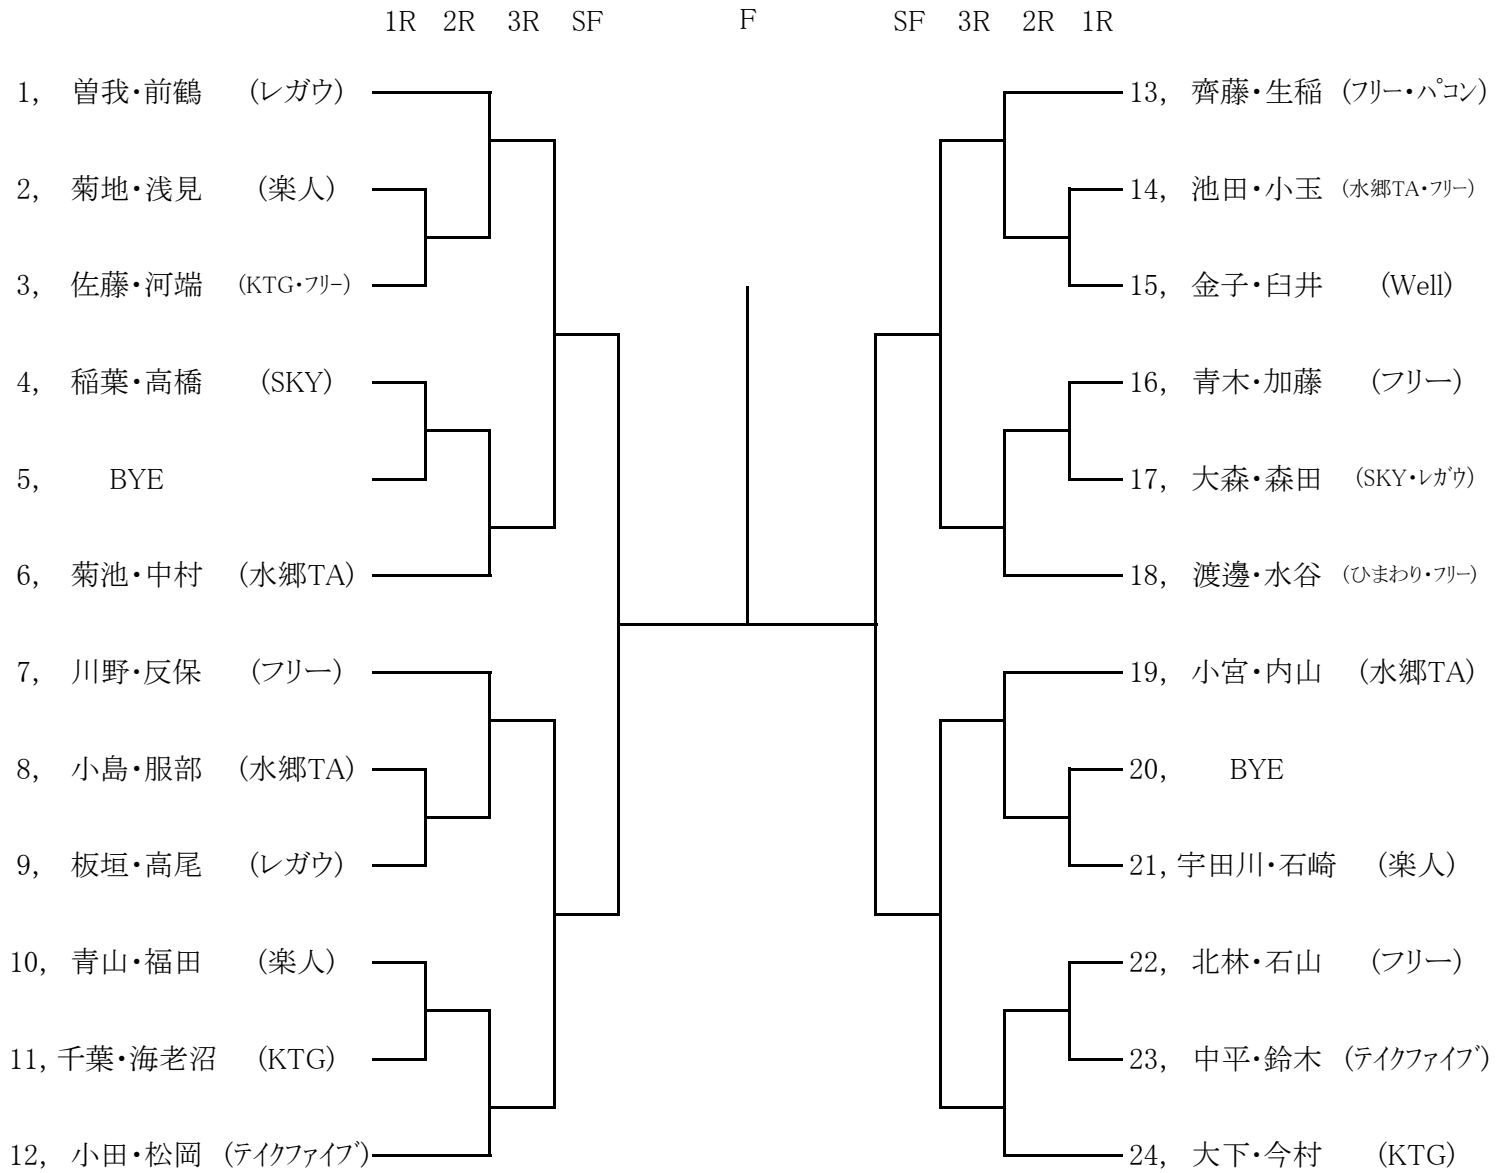 1R 2R 3R SF F SF 3R 2R 1R
1, 曽我・前鶴 (レガウ)
2, 菊地・浅見 (楽人)
3, 佐藤・河端 (KTG・フリー)
4, 稲葉・高橋 (SKY)
5, BYE
6, 菊池・中村 (水郷TA)
7, 川野・反保 (フリー)
8, 小島・服部 (水郷TA)
9, 板垣・高尾 (レガウ)
10, 青山・福田 (楽人)
11, 千葉・海老沼 (KTG)
12, 小田・松岡 (テイクファイブ)
13, 齊藤・生稲 (フリー・パコン)
14, 池田・小玉 (水郷TA・フリー)
15, 金子・臼井 (Well)
16, 青木・加藤 (フリー)
17, 大森・森田 (SKY・レガウ)
18, 渡邊・水谷 (ひまわり・フリー)
19, 小宮・内山 (水郷TA)
20, BYE
21, 宇田川・石崎 (楽人)
22, 北林・石山 (フリー)
23, 中平・鈴木 (テイクファイブ)
24, 大下・今村 (KTG)